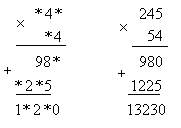 *4* 245
× *4 × 54
98* 980
+ *2*5 + 1225
1*2*0 13230